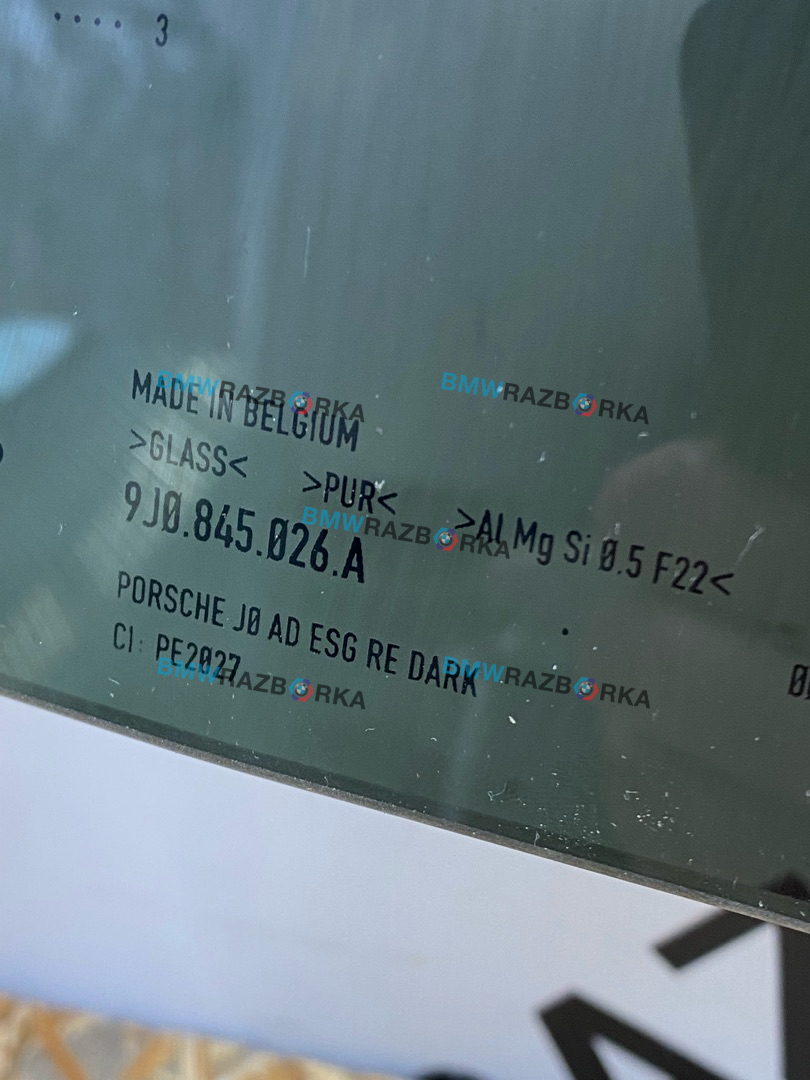 .... 3
MADE IN BELGIUM
>GLASS< >PUR< >Al Mg Si 0.5 F22<
9J0.845.026.A
PORSCHE J0 AD ESG RE DARK
CI: PE2027
BMWRAZBORKA
BMWRAZBORKA
BMWRAZBORKA
BMWRAZBORKA
BMWRAZBORKA